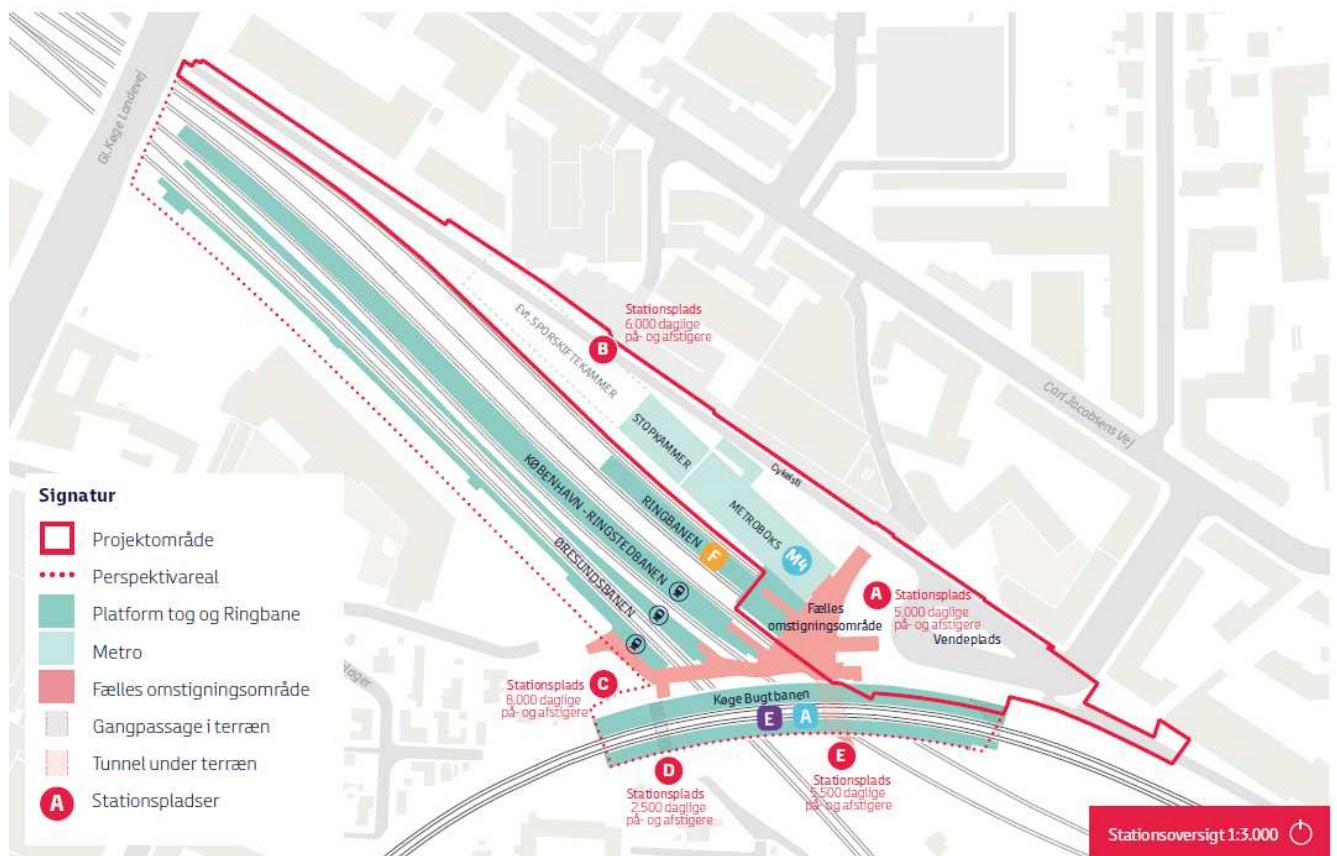 Gl.Køge Landevej
Stationsplads
6.000 daglige
på- og afstigere
B
Evt. SPORSKIFTEKAMMER
Carl Jacobsens Vej
STOPKAMMER
Cykelsti
METROBOKS
M4
RINGBANEN
F
KØBENHAVN-RINGSTEDBANEN
ØRESUNDSBANEN
A
Stationsplads
5.000 daglige
på- og afstigere
Fælles
omstigningsområde
Vendeplads
C
Stationsplads
8.000 daglige
på- og afstigere
Køge Bugtbanen
E
A
D
Stationsplads
2.500 daglige
på- og afstigere
E
Stationsplads
5.500 daglige
på- og afstigere
Signatur
Projektområde
Perspektivareal
Platform tog og Ringbane
Metro
Fælles omstigningsområde
Gangpassage i terræn
Tunnel under terræn
A Stationspladser
Stationsoversigt 1:3.000